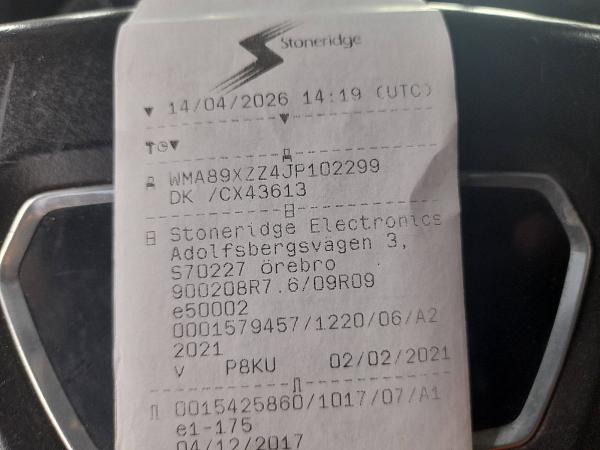 Stoneridge
▼ 14/04/2026 14:19 (UTC)
WMA89XZZ4JP102299
DK /CX43613
Stoneridge Electronics
Adolfsbergsvägen 3,
S70227 Örebro
900208R7.6/09R09
e50002
0001579457/1220/06/A2
2021
V P8KU 02/02/2021
0015425860/1017/07/A1
e1-175
04/12/2017